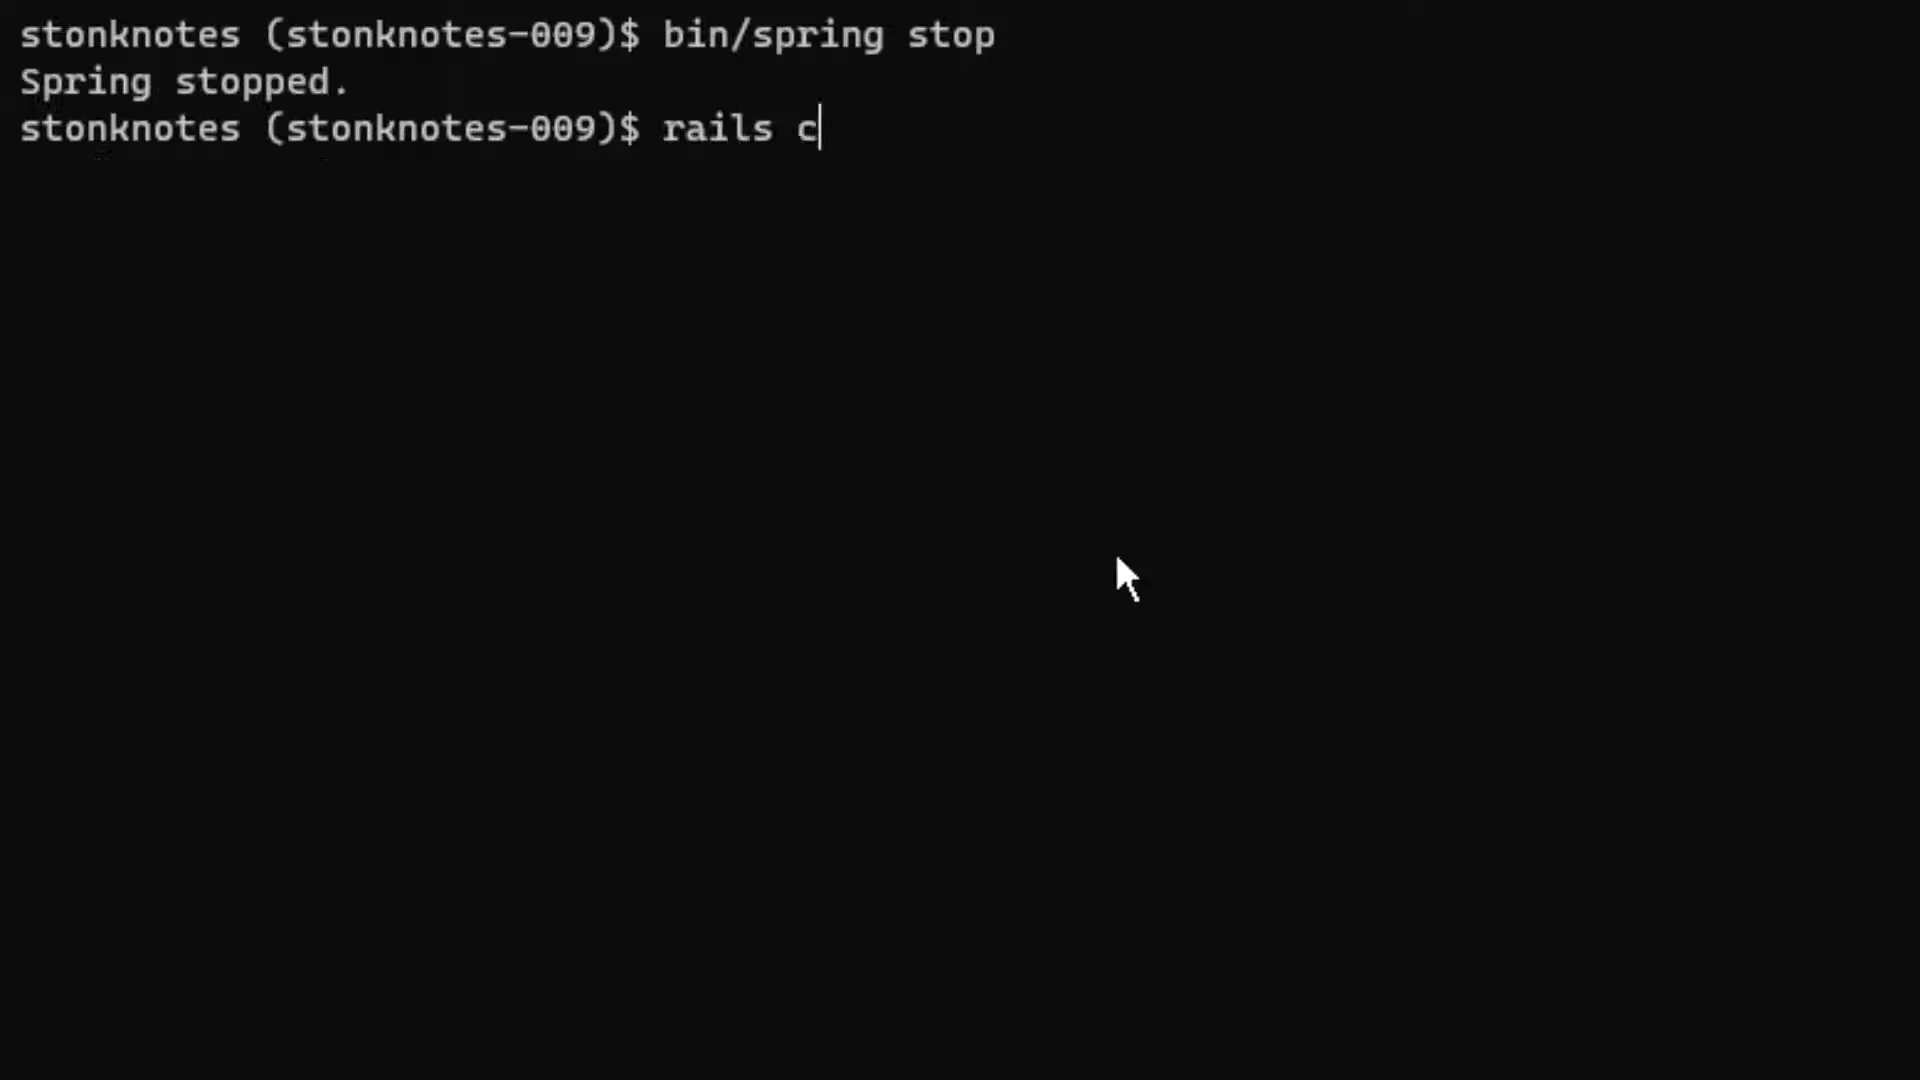 stonknotes (stonknotes-009)$ bin/spring stop
Spring stopped.
stonknotes (stonknotes-009)$ rails c